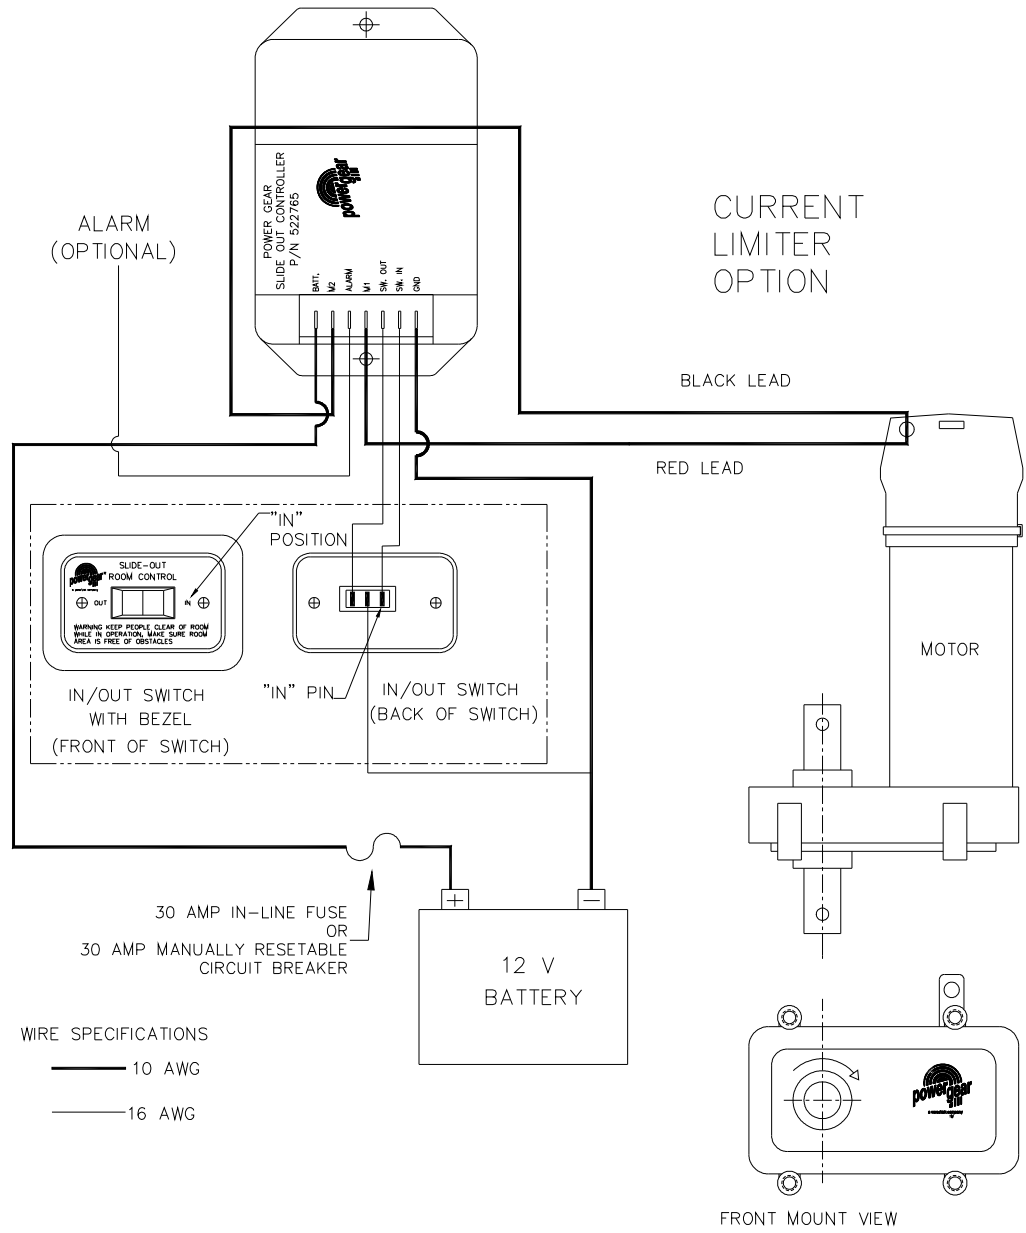 POWER GEAR
SLIDE OUT CONTROLLER
P/N 522765
powergear
BATT.
M2
ALARM
M1
SW. OUT
SW. IN
GND
ALARM
(OPTIONAL)
CURRENT
LIMITER
OPTION
BLACK LEAD
RED LEAD
"IN"
POSITION
SLIDE-OUT
ROOM CONTROL
powergear
OUT
IN
WARNING KEEP PEOPLE CLEAR OF ROOM
WHILE IN OPERATION, MAKE SURE ROOM
AREA IS FREE OF OBSTACLES
"IN" PIN
IN/OUT SWITCH
WITH BEZEL
(FRONT OF SWITCH)
IN/OUT SWITCH
(BACK OF SWITCH)
MOTOR
30 AMP IN-LINE FUSE
OR
30 AMP MANUALLY RESETABLE
CIRCUIT BREAKER
+
−
12 V
BATTERY
WIRE SPECIFICATIONS
10 AWG
16 AWG
powergear
FRONT MOUNT VIEW